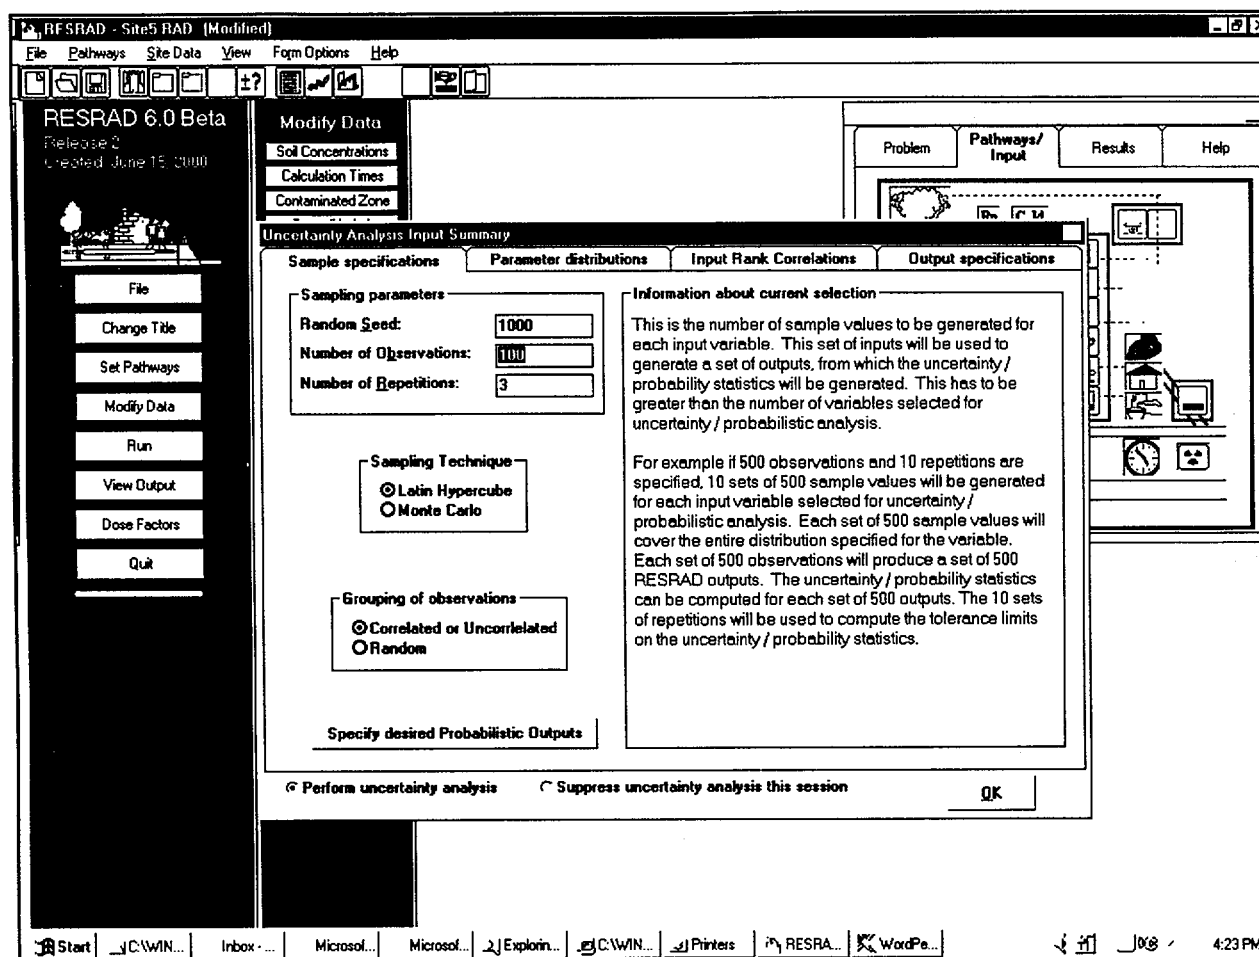 RESRAD - Site5 RAD (Modified)
File Pathways Site Data View Form Options Help
±?
RESRAD 6.0 Beta
Release 2
Created: June 15, 2000
File
Change Title
Set Pathways
Modify Data
Run
View Output
Dose Factors
Quit
Modify Data
Soil Concentrations
Calculation Times
Contaminated Zone
Problem
Pathways/
Input
Results
Help
Uncertainly Analysis Input Summary
Sample specifications
Parameter distributions
Input Rank Correlations
Output specifications
Sampling parameters
Random Seed: 1000
Number of Observations: 100
Number of Repetitions: 3
Sampling Technique
Latin Hypercube
Monte Carlo
Grouping of observations
Correlated or Uncorrlelated
Random
Specify desired Probabilistic Outputs
Information about current selection
This is the number of sample values to be generated for
each input variable. This set of inputs will be used to
generate a set of outputs, from which the uncertainty /
probability statistics will be generated. This has to be
greater than the number of variables selected for
uncertainty / probabilistic analysis.
For example if 500 observations and 10 repetitions are
specified, 10 sets of 500 sample values will be generated
for each input variable selected for uncertainty /
probabilistic analysis. Each set of 500 sample values will
cover the entire distribution specified for the variable.
Each set of 500 observations will produce a set of 500
RESRAD outputs. The uncertainty / probability statistics
can be computed for each set of 500 outputs. The 10 sets
of repetitions will be used to compute the tolerance limits
on the uncertainty / probability statistics.
Perform uncertainty analysis
Suppress uncertainty analysis this session
OK
Start C:\WIN... Inbox - ... Microsof... Microsof... Explorin... C:\WIN... Printers RESRA... WordPe... 4:23 PM